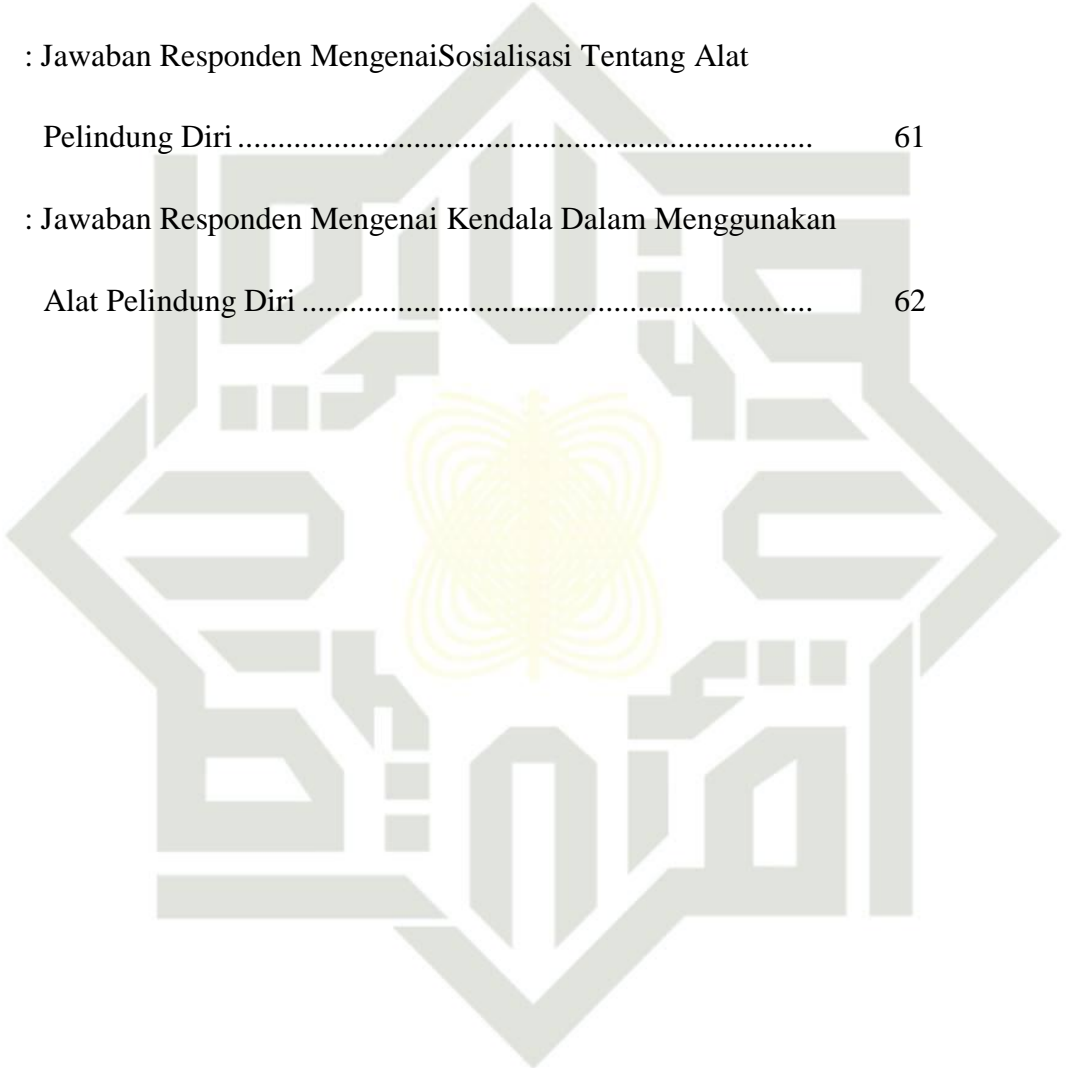 : Jawaban Responden MengenaiSosialisasi Tentang Alat
Pelindung Diri ........................................................................ 61
: Jawaban Responden Mengenai Kendala Dalam Menggunakan
Alat Pelindung Diri ................................................................ 62